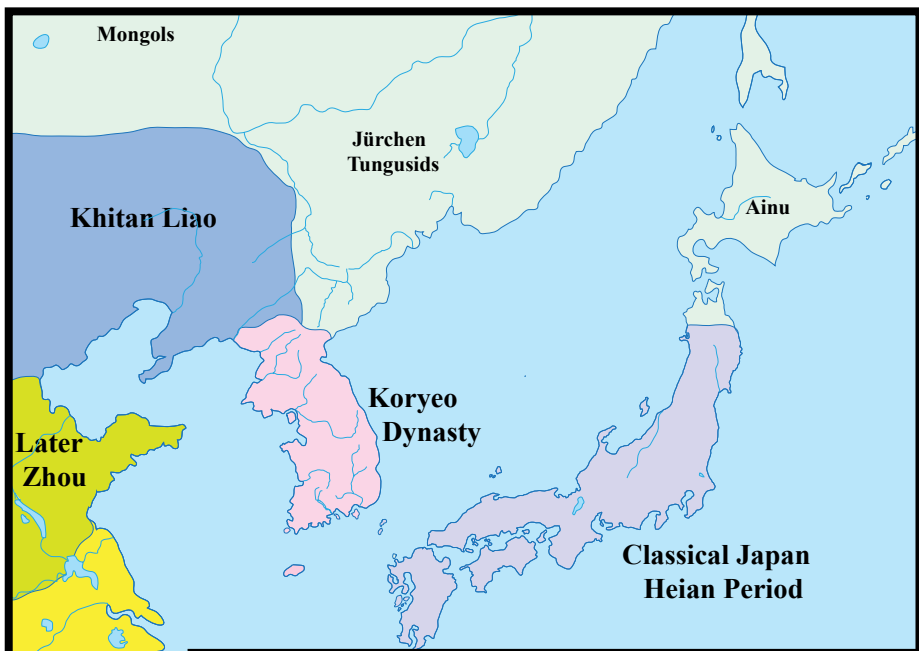 Mongols
Jürchen
Tungusids
Khitan Liao
Ainu
Koryeo
Dynasty
Later
Zhou
Classical Japan
Heian Period